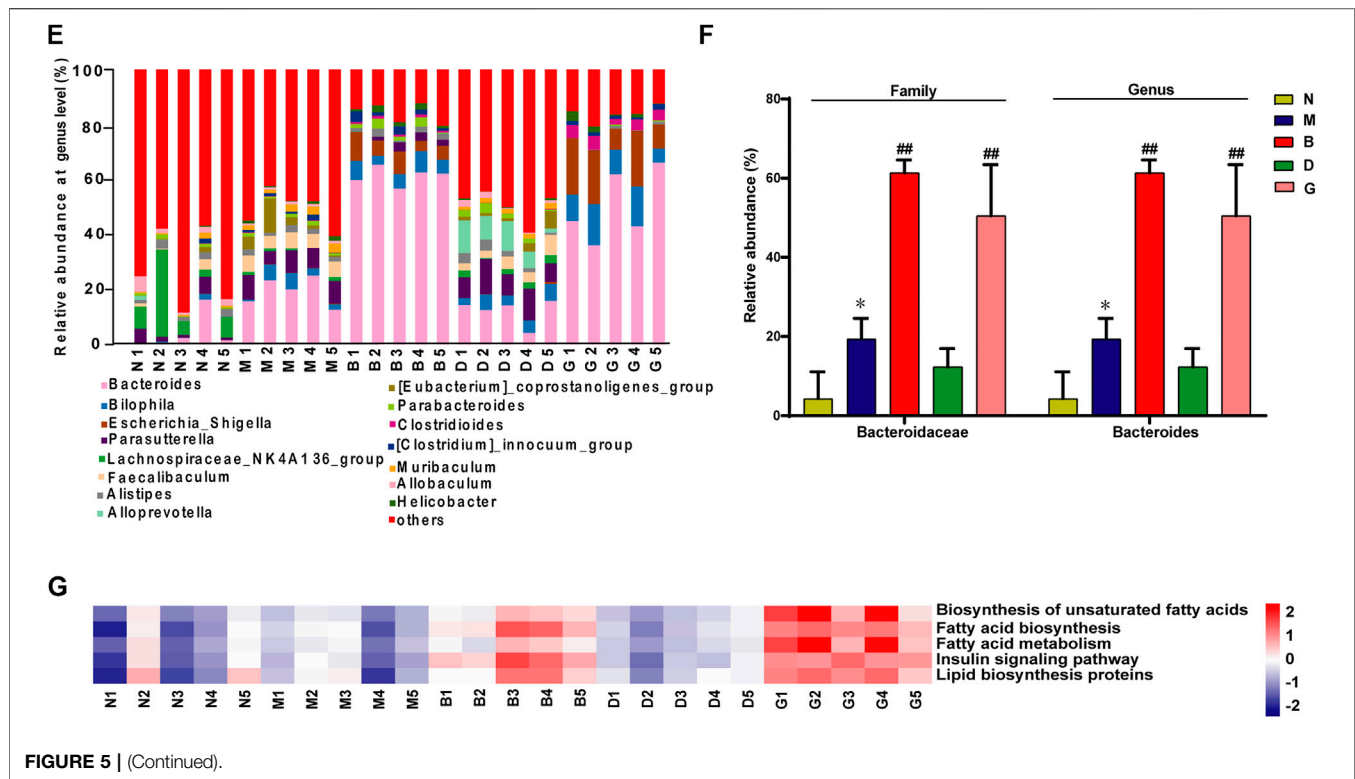 E
Relative abundance at genus level (%)
100
80
60
40
20
0
N1 N2 N3 N4 N5 M1 M2 M3 M4 M5 B1 B2 B3 B4 B5 D1 D2 D3 D4 D5 G1 G2 G3 G4 G5
Bacteroides
Bilophila
Escherichia_Shigella
Parasutterella
Lachnospiraceae_NK4A136_group
Faecalibaculum
Alistipes
Alloprevotella
[Eubacterium]_coprostanoligenes_group
Parabacteroides
Clostridioides
[Clostridium]_innocuum_group
Muribaculum
Allobaculum
Helicobacter
others
F
Relative abundance (%)
80
60
40
20
0
Family Genus
* ## ## * ## ##
Bacteroidaceae Bacteroides
N
M
B
D
G
G
Biosynthesis of unsaturated fatty acids
Fatty acid biosynthesis
Fatty acid metabolism
Insulin signaling pathway
Lipid biosynthesis proteins
N1 N2 N3 N4 N5 M1 M2 M3 M4 M5 B1 B2 B3 B4 B5 D1 D2 D3 D4 D5 G1 G2 G3 G4 G5
2
1
0
-1
-2
FIGURE 5 | (Continued).